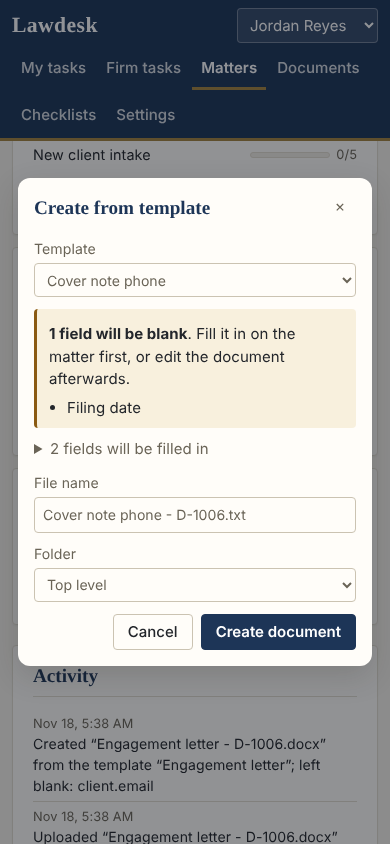 Lawdesk
Jordan Reyes
My tasks Firm tasks Matters Documents
Checklists Settings
New client intake 0/5
Create from template ×
Template
Cover note phone
1 field will be blank. Fill it in on the
matter first, or edit the document
afterwards.
• Filing date
▶ 2 fields will be filled in
File name
Cover note phone - D-1006.txt
Folder
Top level
Cancel Create document
Activity
Nov 18, 5:38 AM
Created “Engagement letter - D-1006.docx”
from the template “Engagement letter”; left
blank: client.email
Nov 18, 5:38 AM
Uploaded “Engagement letter - D-1006.docx”